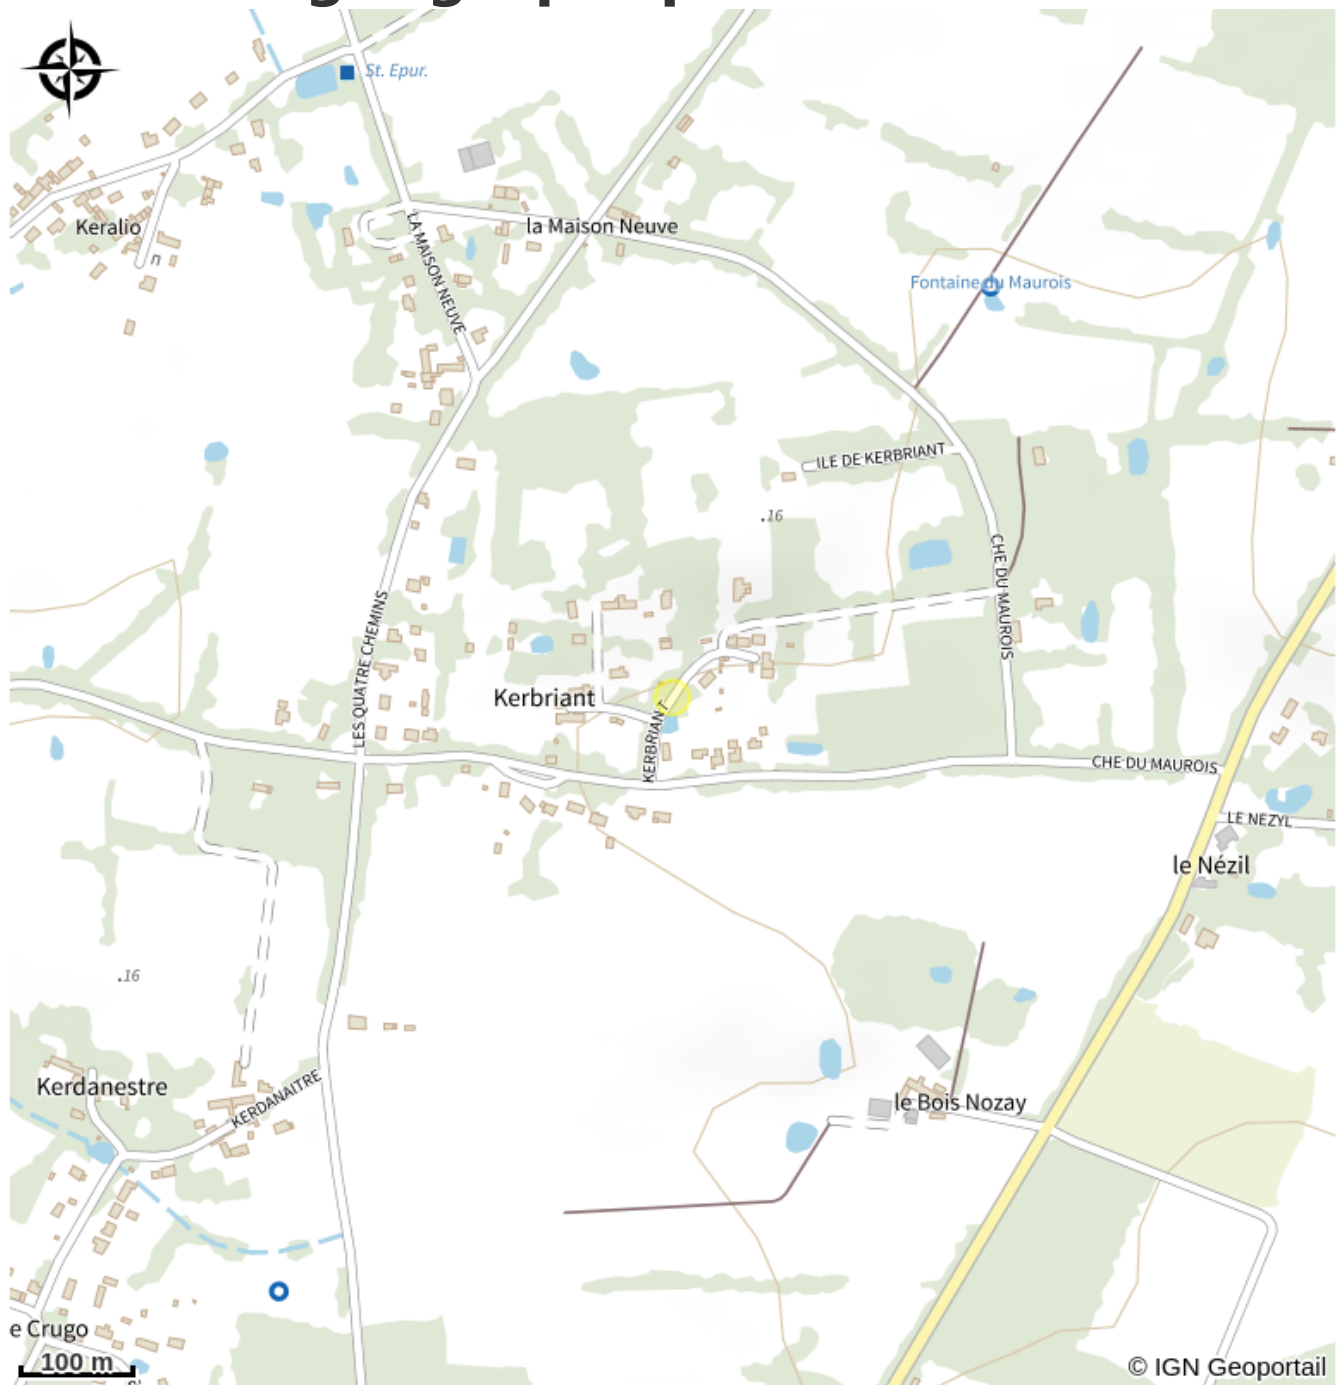 St. Epur.
Keralio
la Maison Neuve
LA MAISON NEUVE
Fontaine du Maurois
ILE DE KERBRIANT
.16
CHE DU MAUROIS
LES QUATRE CHEMINS
Kerbriant
KERBRIANT
CHE DU MAUROIS
LE NEZYL
le Nézil
.16
Kerdanestre
KERDANAITRE
le Bois Nozay
e Crugo
100 m
© IGN Geoportail